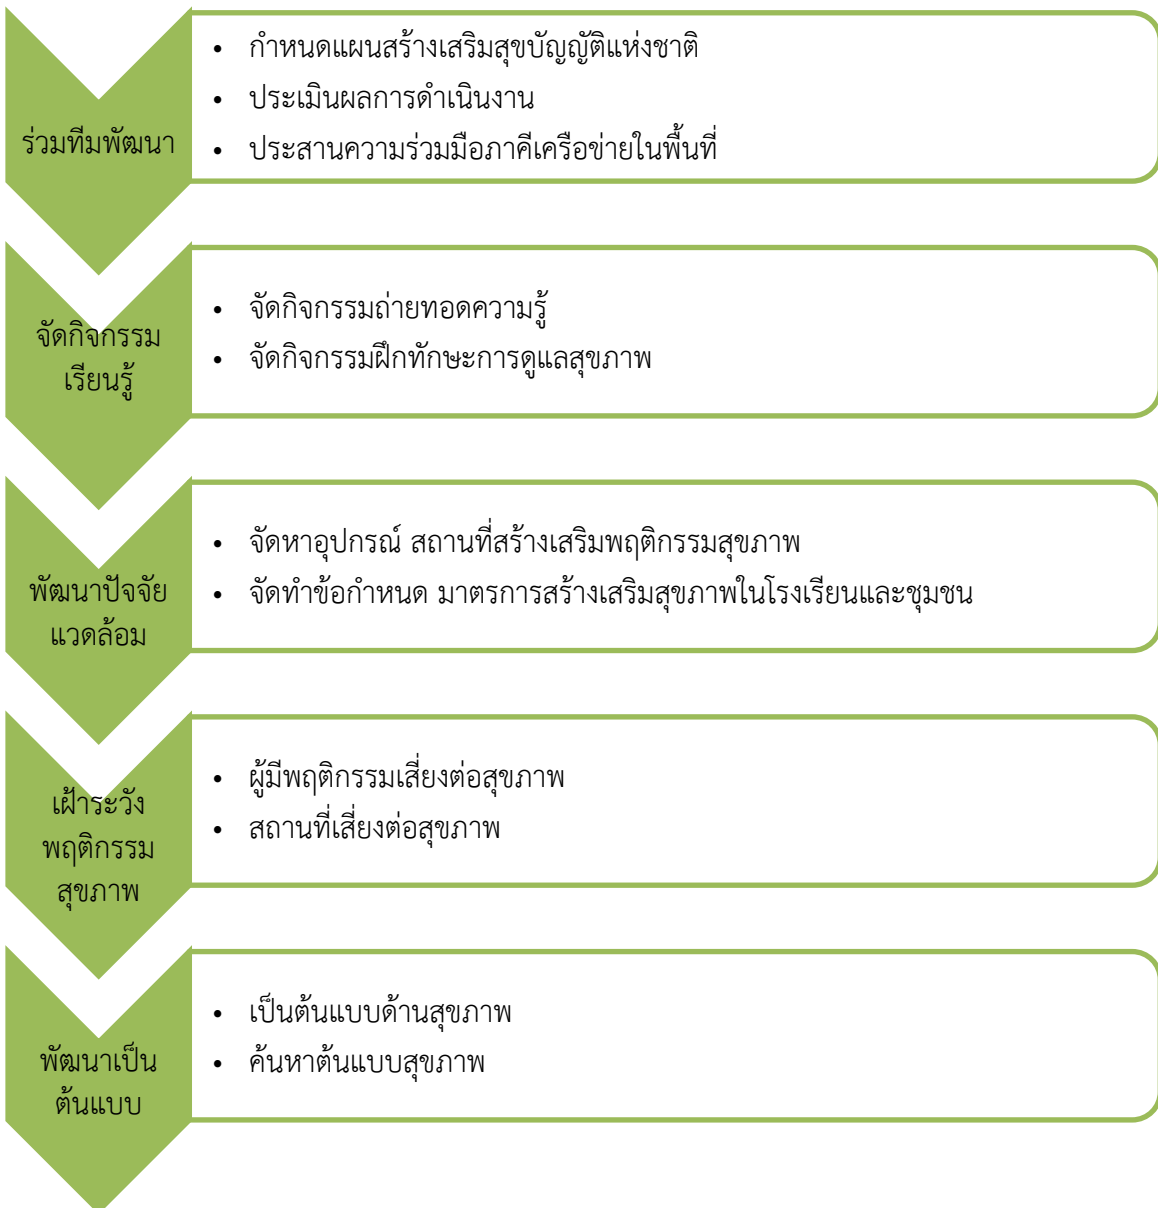 ร่วมทีมพัฒนา
• กำหนดแผนสร้างเสริมสุขบัญญัติแห่งชาติ
• ประเมินผลการดำเนินงาน
• ประสานความร่วมมือภาคีเครือข่ายในพื้นที่
จัดกิจกรรม
เรียนรู้
• จัดกิจกรรมถ่ายทอดความรู้
• จัดกิจกรรมฝึกทักษะการดูแลสุขภาพ
พัฒนาปัจจัย
แวดล้อม
• จัดหาอุปกรณ์ สถานที่สร้างเสริมพฤติกรรมสุขภาพ
• จัดทำข้อกำหนด มาตรการสร้างเสริมสุขภาพในโรงเรียนและชุมชน
เฝ้าระวัง
พฤติกรรม
สุขภาพ
• ผู้มีพฤติกรรมเสี่ยงต่อสุขภาพ
• สถานที่เสี่ยงต่อสุขภาพ
พัฒนาเป็น
ต้นแบบ
• เป็นต้นแบบด้านสุขภาพ
• ค้นหาต้นแบบสุขภาพ